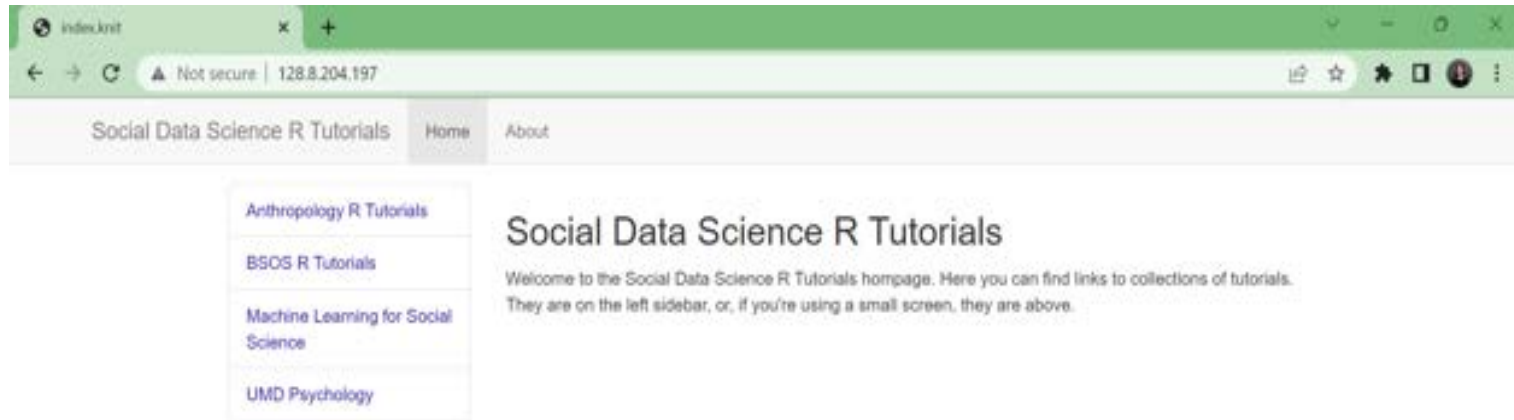 index.knit
Not secure | 128.8.204.197
Social Data Science R Tutorials Home About
Anthropology R Tutorials
BSOS R Tutorials
Machine Learning for Social
Science
UMD Psychology
Social Data Science R Tutorials
Welcome to the Social Data Science R Tutorials hompage. Here you can find links to collections of tutorials.
They are on the left sidebar, or, if you're using a small screen, they are above.